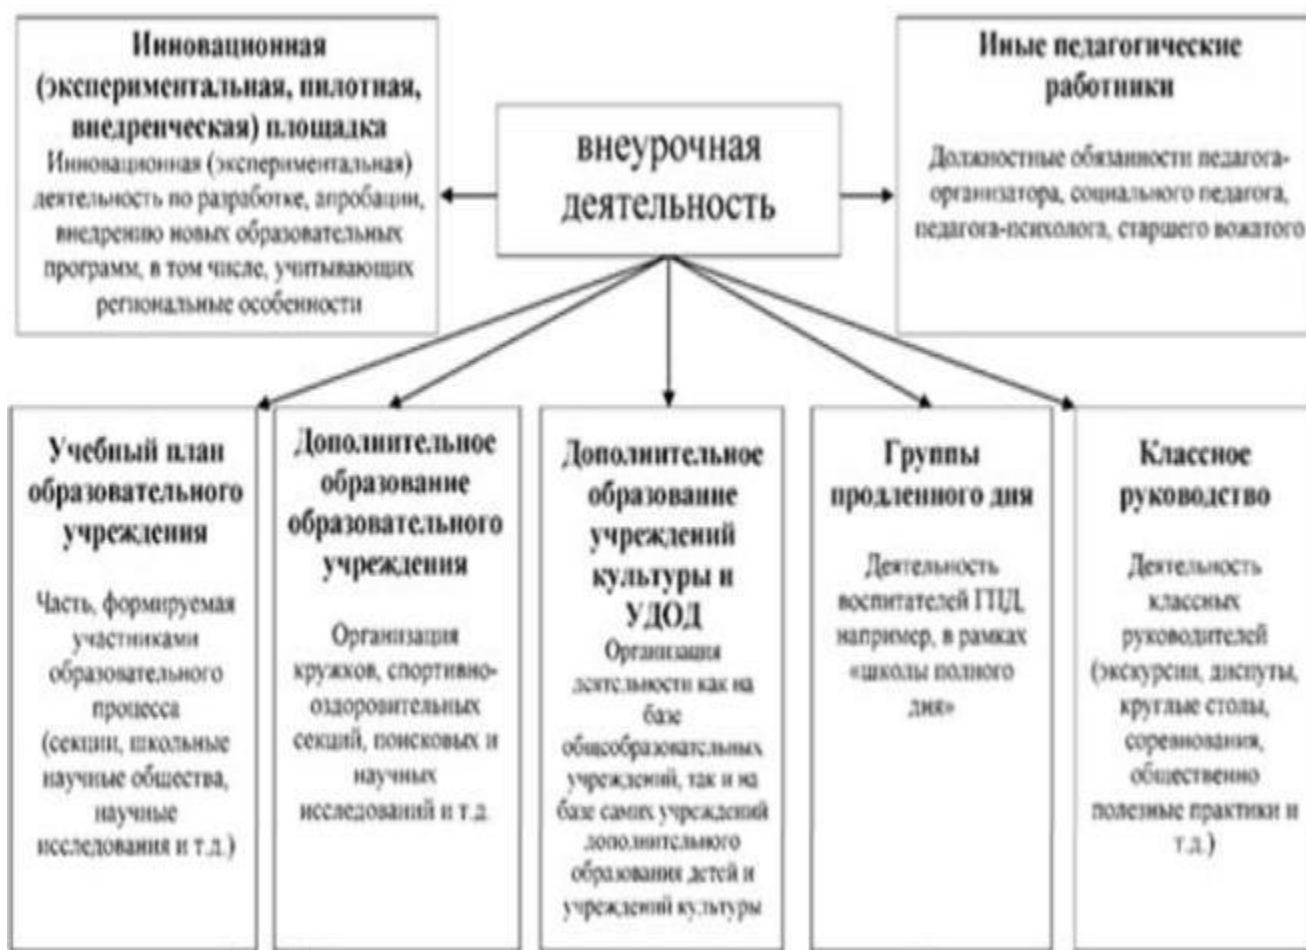 Инновационная
(экспериментальная, пилотная,
внедренческая) площадка
Инновационная (экспериментальная)
деятельность по разработке, апробации,
внедрению новых образовательных
программ, в том числе, учитывающих
региональные особенности
внеурочная
деятельность
Иные педагогические
работники
Должностные обязанности педагога-
организатора, социального педагога,
педагога-психолога, старшего вожатого
Учебный план
образовательного
учреждения
Часть, формируемая
участниками
образовательного
процесса
(секции, школьные
научные общества,
научные
исследования и т.д.)
Дополнительное
образование
образовательного
учреждения
Организация
кружков, спортивно-
оздоровительных
секций, поисковых и
научных
исследований и т.д.
Дополнительное
образование
учреждений
культуры и
УДОД
Организация
деятельности как на
базе
общеобразовательных
учреждений, так и на
базе самих учреждений
дополнительного
образования детей и
учреждений культуры
Группы
продленного дня
Деятельность
воспитателей ГПД,
например, в рамках
«школы полного
дня»
Классное
руководство
Деятельность
классных
руководителей
(экскурсии, диспуты,
круглые столы,
соревнования,
общественно
полезные практики и
т.д.)